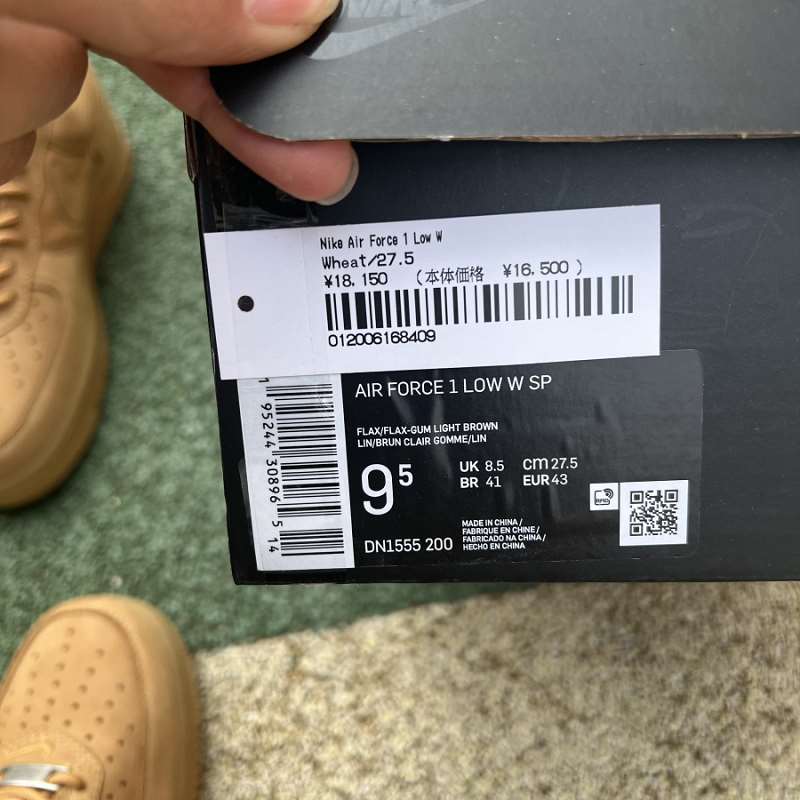 NIKE
Nike Air Force 1 Low W
Wheat/27.5
¥18.150 (本体価格 ¥16.500 )
012006168409
AIR FORCE 1 LOW W SP
FLAX/FLAX-GUM LIGHT BROWN
LIN/BRUN CLAIR GOMME/LIN
9⁵
UK 8.5 cm 27.5
BR 41 EUR 43
DN1555 200
MADE IN CHINA /
FABRIQUE EN CHINE /
FABRICADO NA CHINA /
HECHO EN CHINA
RFID
1 95244 30896 5 14